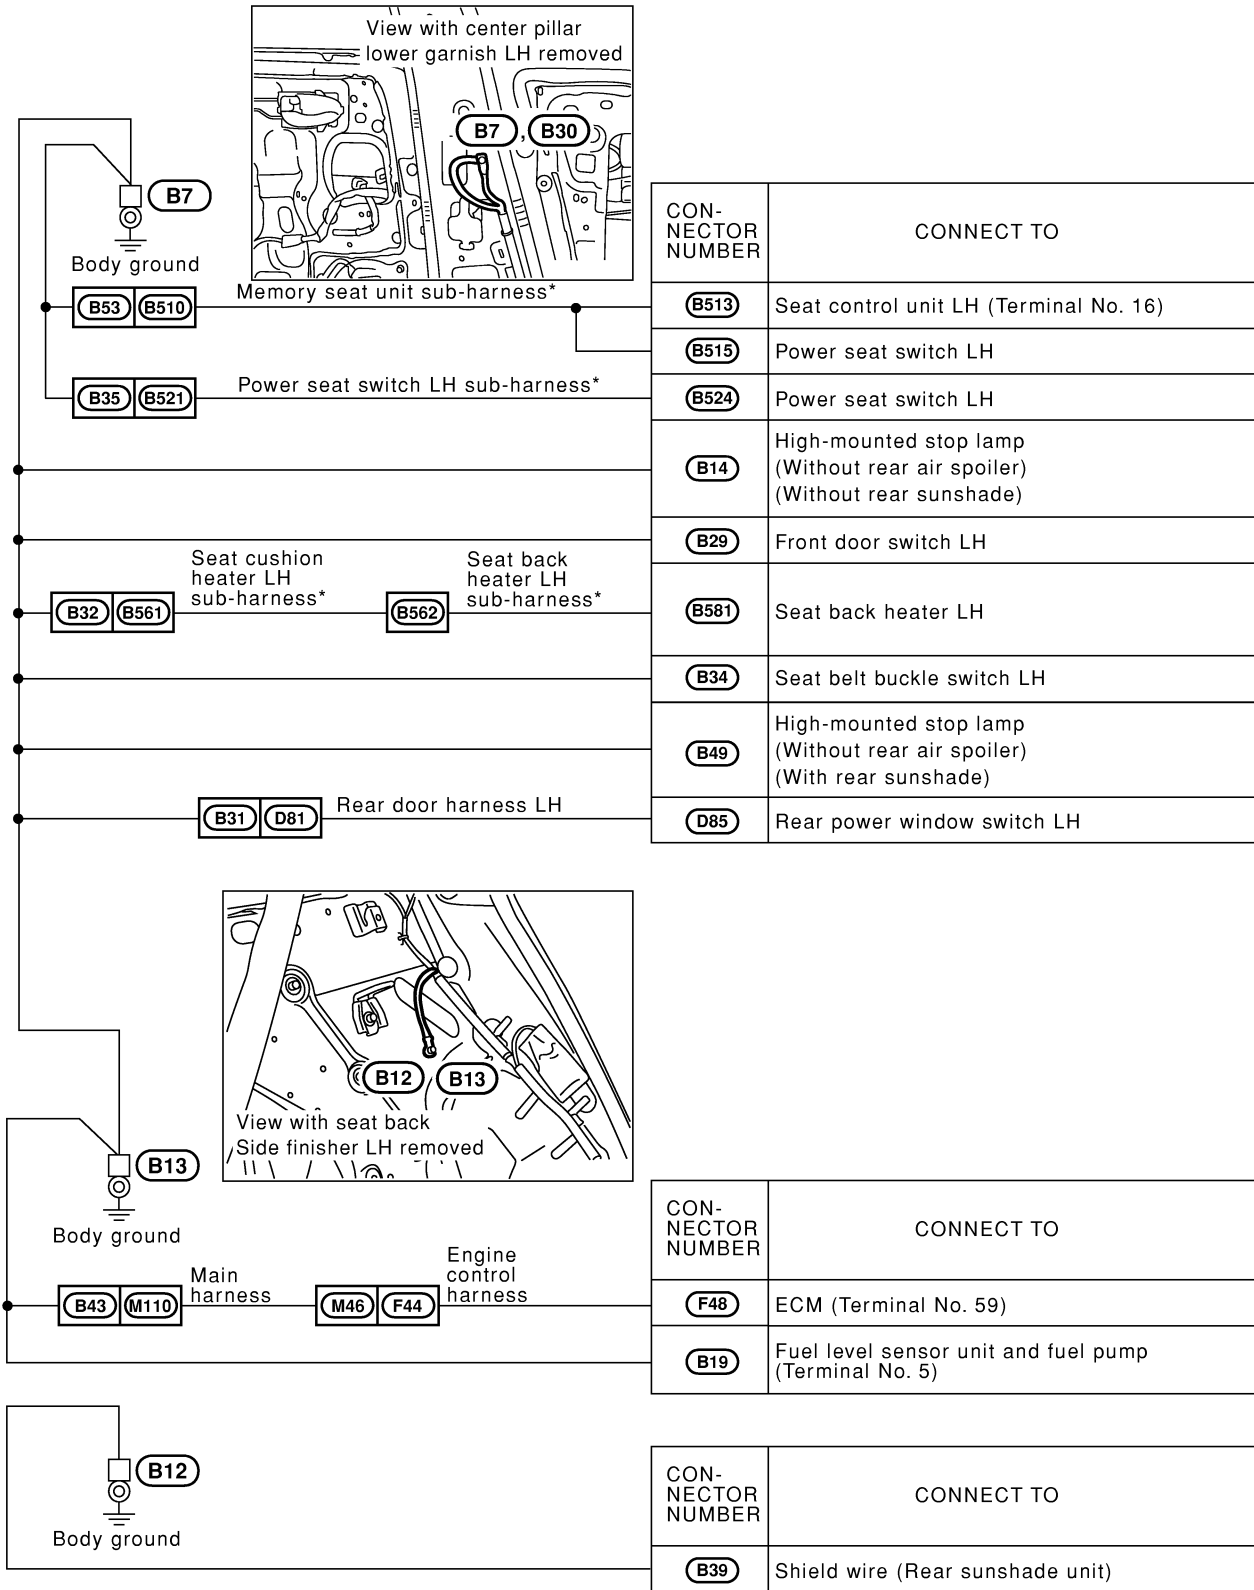 View with center pillar
lower garnish LH removed
B7 , B30
B7
Body ground
CON-
NECTOR
NUMBER
CONNECT TO
B53 B510
Memory seat unit sub-harness*
B513
Seat control unit LH (Terminal No. 16)
B515
Power seat switch LH
B35 B521
Power seat switch LH sub-harness*
B524
Power seat switch LH
B14
High-mounted stop lamp
(Without rear air spoiler)
(Without rear sunshade)
B29
Front door switch LH
B32 B561
Seat cushion
heater LH
sub-harness*
B562
Seat back
heater LH
sub-harness*
B581
Seat back heater LH
B34
Seat belt buckle switch LH
B49
High-mounted stop lamp
(Without rear air spoiler)
(With rear sunshade)
B31 D81
Rear door harness LH
D85
Rear power window switch LH
B12 B13
View with seat back
Side finisher LH removed
B13
Body ground
CON-
NECTOR
NUMBER
CONNECT TO
B43 M110
Main
harness
M46 F44
Engine
control
harness
F48
ECM (Terminal No. 59)
B19
Fuel level sensor unit and fuel pump
(Terminal No. 5)
B12
Body ground
CON-
NECTOR
NUMBER
CONNECT TO
B39
Shield wire (Rear sunshade unit)